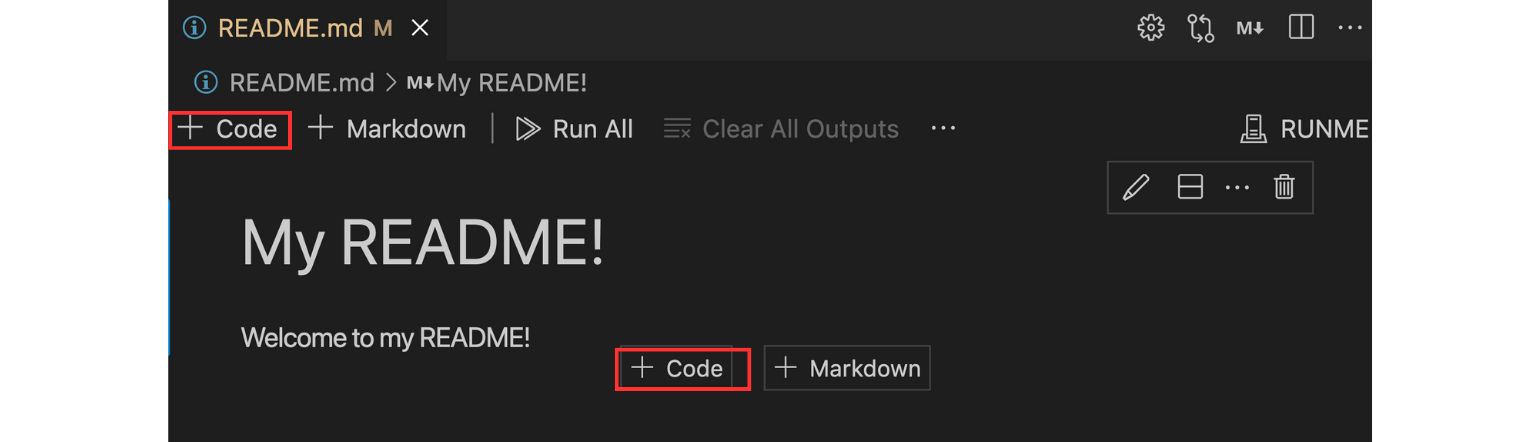 README.md M
README.md > M↓ My README!
+ Code + Markdown | Run All Clear All Outputs ... RUNME
My README!
Welcome to my README!
+ Code + Markdown